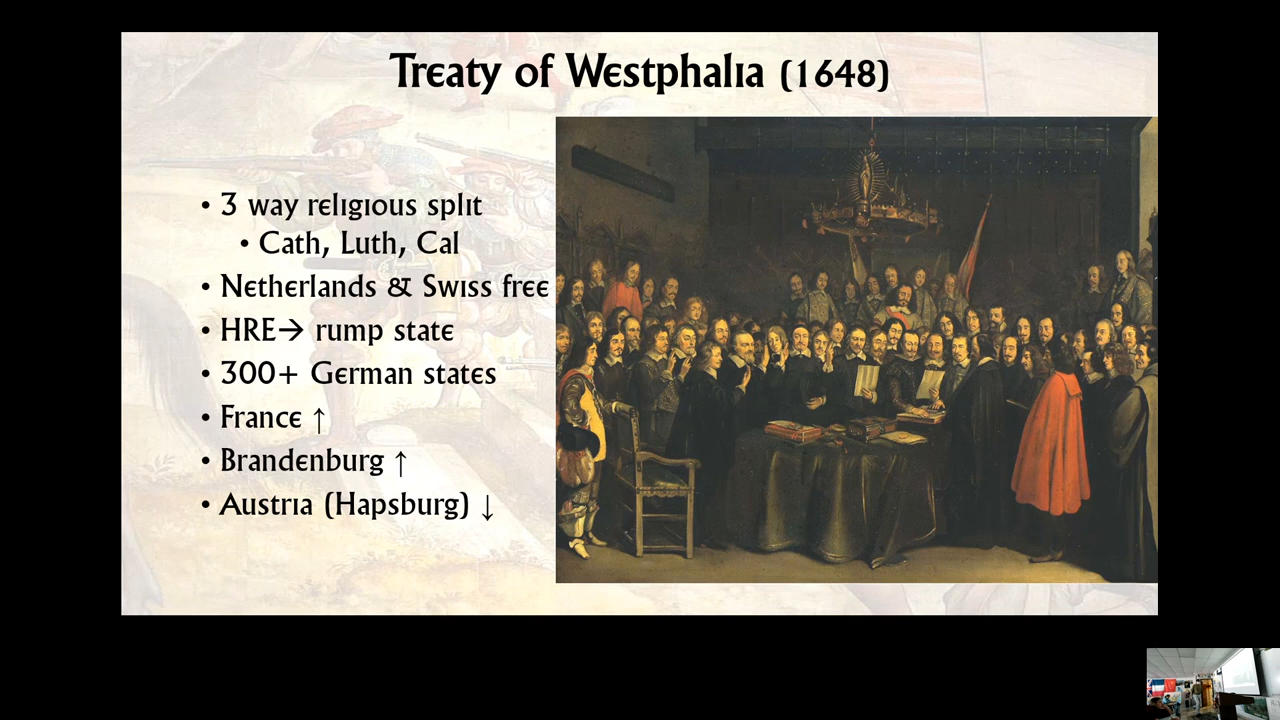 Treaty of Westphalia (1648)
• 3 way religious split
• Cath, Luth, Cal
• Netherlands & Swiss free
• HRE→ rump state
• 300+ German states
• France ↑
• Brandenburg ↑
• Austria (Hapsburg) ↓